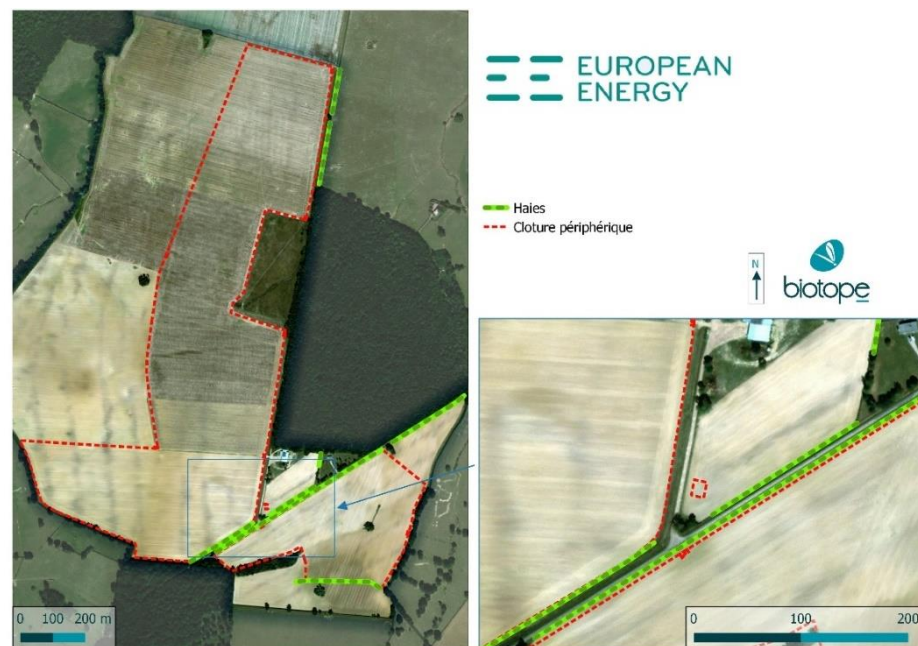 EUROPEAN
ENERGY
Haies
Cloture périphérique
N
biotope
0 100 200 m
0 100 200